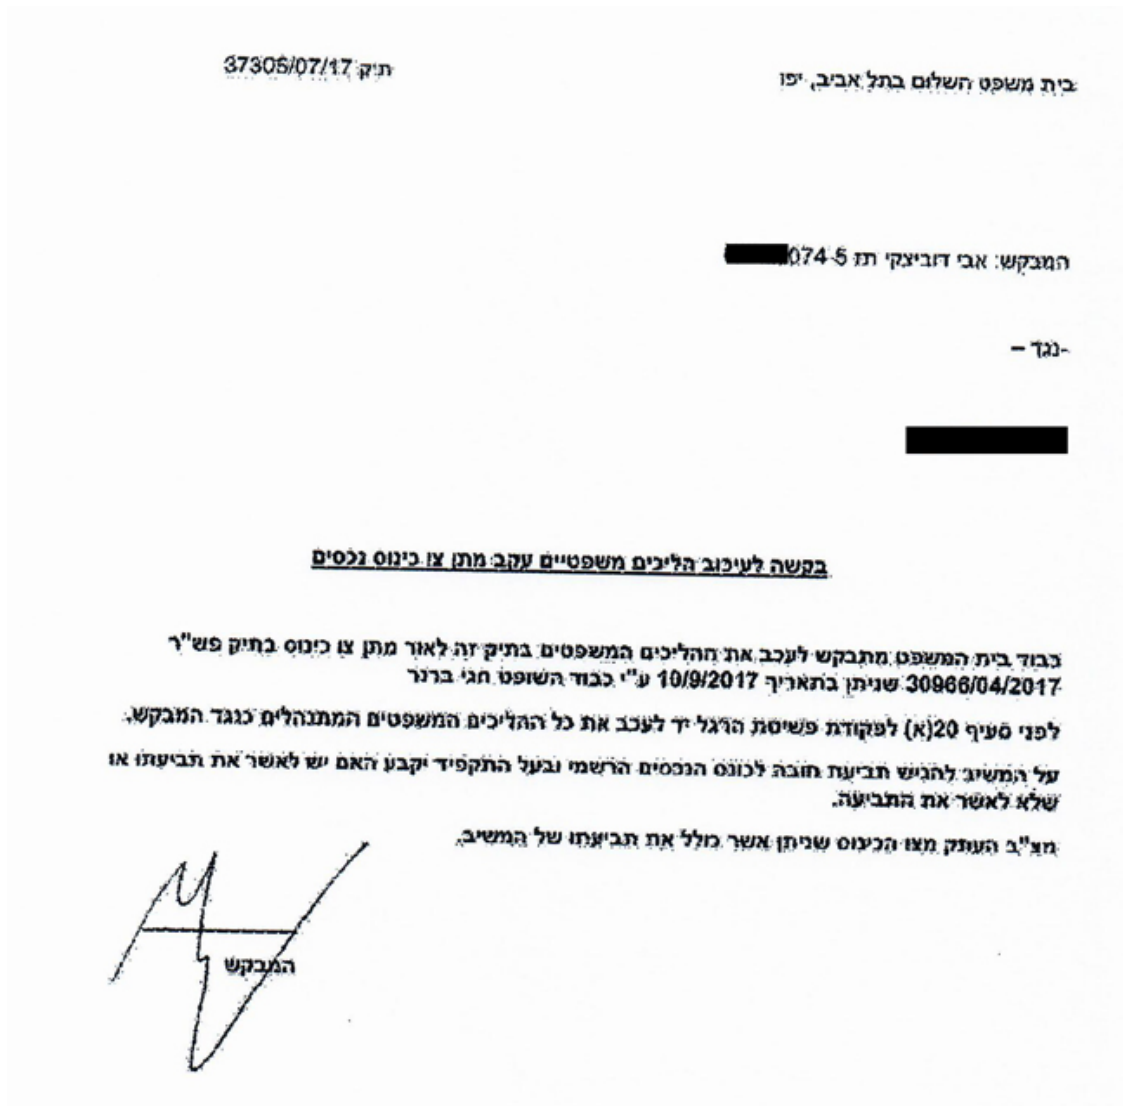 בית משפט השלום בתל אביב, יפו
תיק 37305/07/17
המבקש: אבי דוביצקי תז 074-5
-נגד –
בקשה לעיכוב הליכים משפטיים עקב מתן צו כינוס נכסים
כבוד בית המשפט מתבקש לעכב את ההליכים המשפטים בתיק זה לאור מתן צו כינוס בתיק פש"ר
30966/04/2017 שניתן בתאריך 10/9/2017 ע"י כבוד השופט חגי ברנר
לפני סעיף 20(א) לפקודת פשיטת הרגל יד לעכב את כל ההליכים המשפטים המתנהלים כנגד המבקש.
על המשיב להגיש תביעת חובה לכונס הנכסים הרשמי ובעל התקפיד יקבע האם יש לאשר את תביעתו או
שלא לאשר את התביעה.
מצ"ב העתק מצו הכינוס שניתן אשר כולל את תביעתו של המשיב.
המבקש